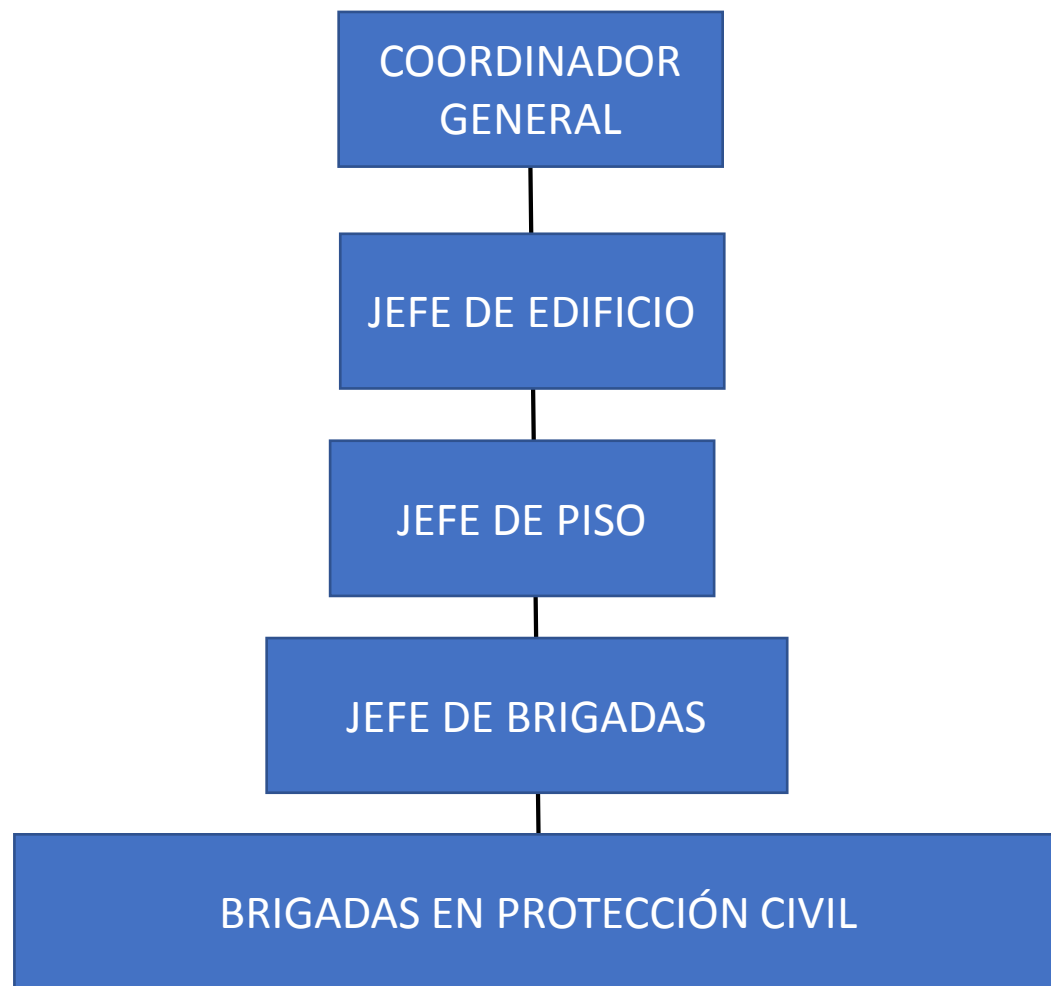 COORDINADOR
GENERAL
JEFE DE EDIFICIO
JEFE DE PISO
JEFE DE BRIGADAS
BRIGADAS EN PROTECCIÓN CIVIL